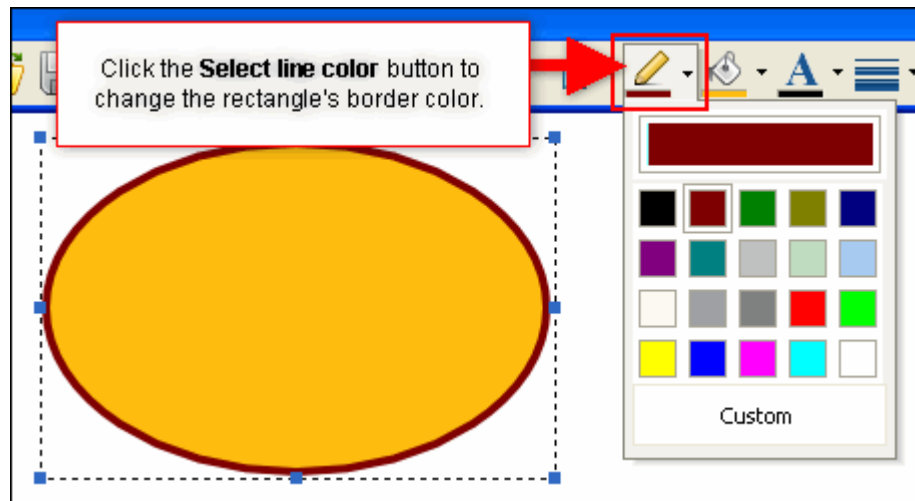 Click the Select line color button to
change the rectangle's border color.
A
Custom